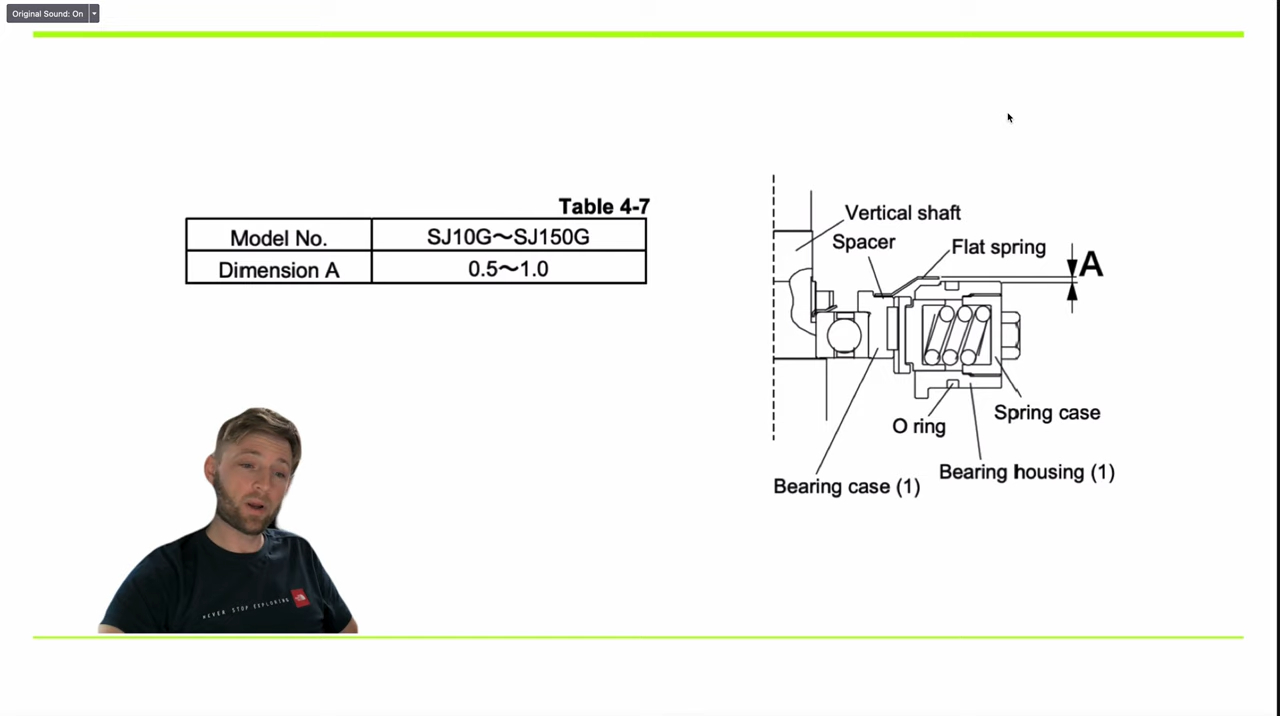 Original Sound: On
Table 4-7
Model No. SJ10G～SJ150G
Dimension A 0.5～1.0
Vertical shaft
Spacer
Flat spring
A
Spring case
O ring
Bearing housing (1)
Bearing case (1)
NEVER STOP EXPLORING